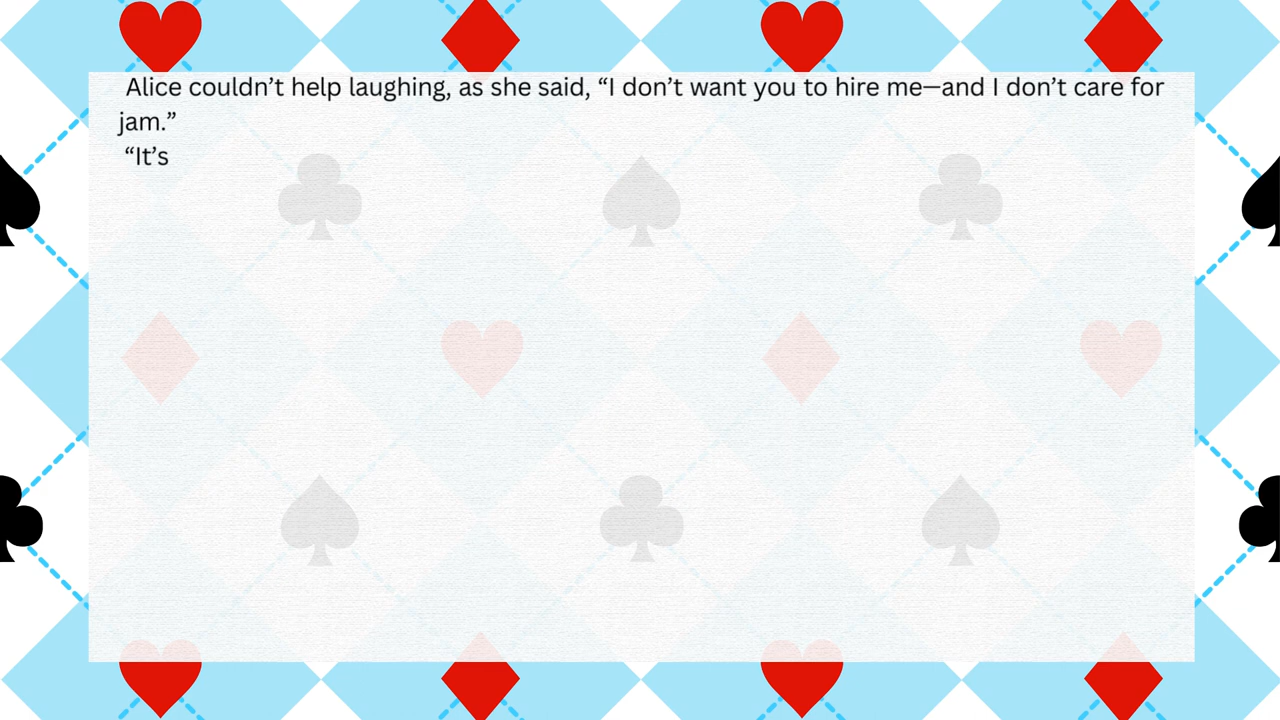 Alice couldn’t help laughing, as she said, “I don’t want you to hire me—and I don’t care for
jam.”
“It’s